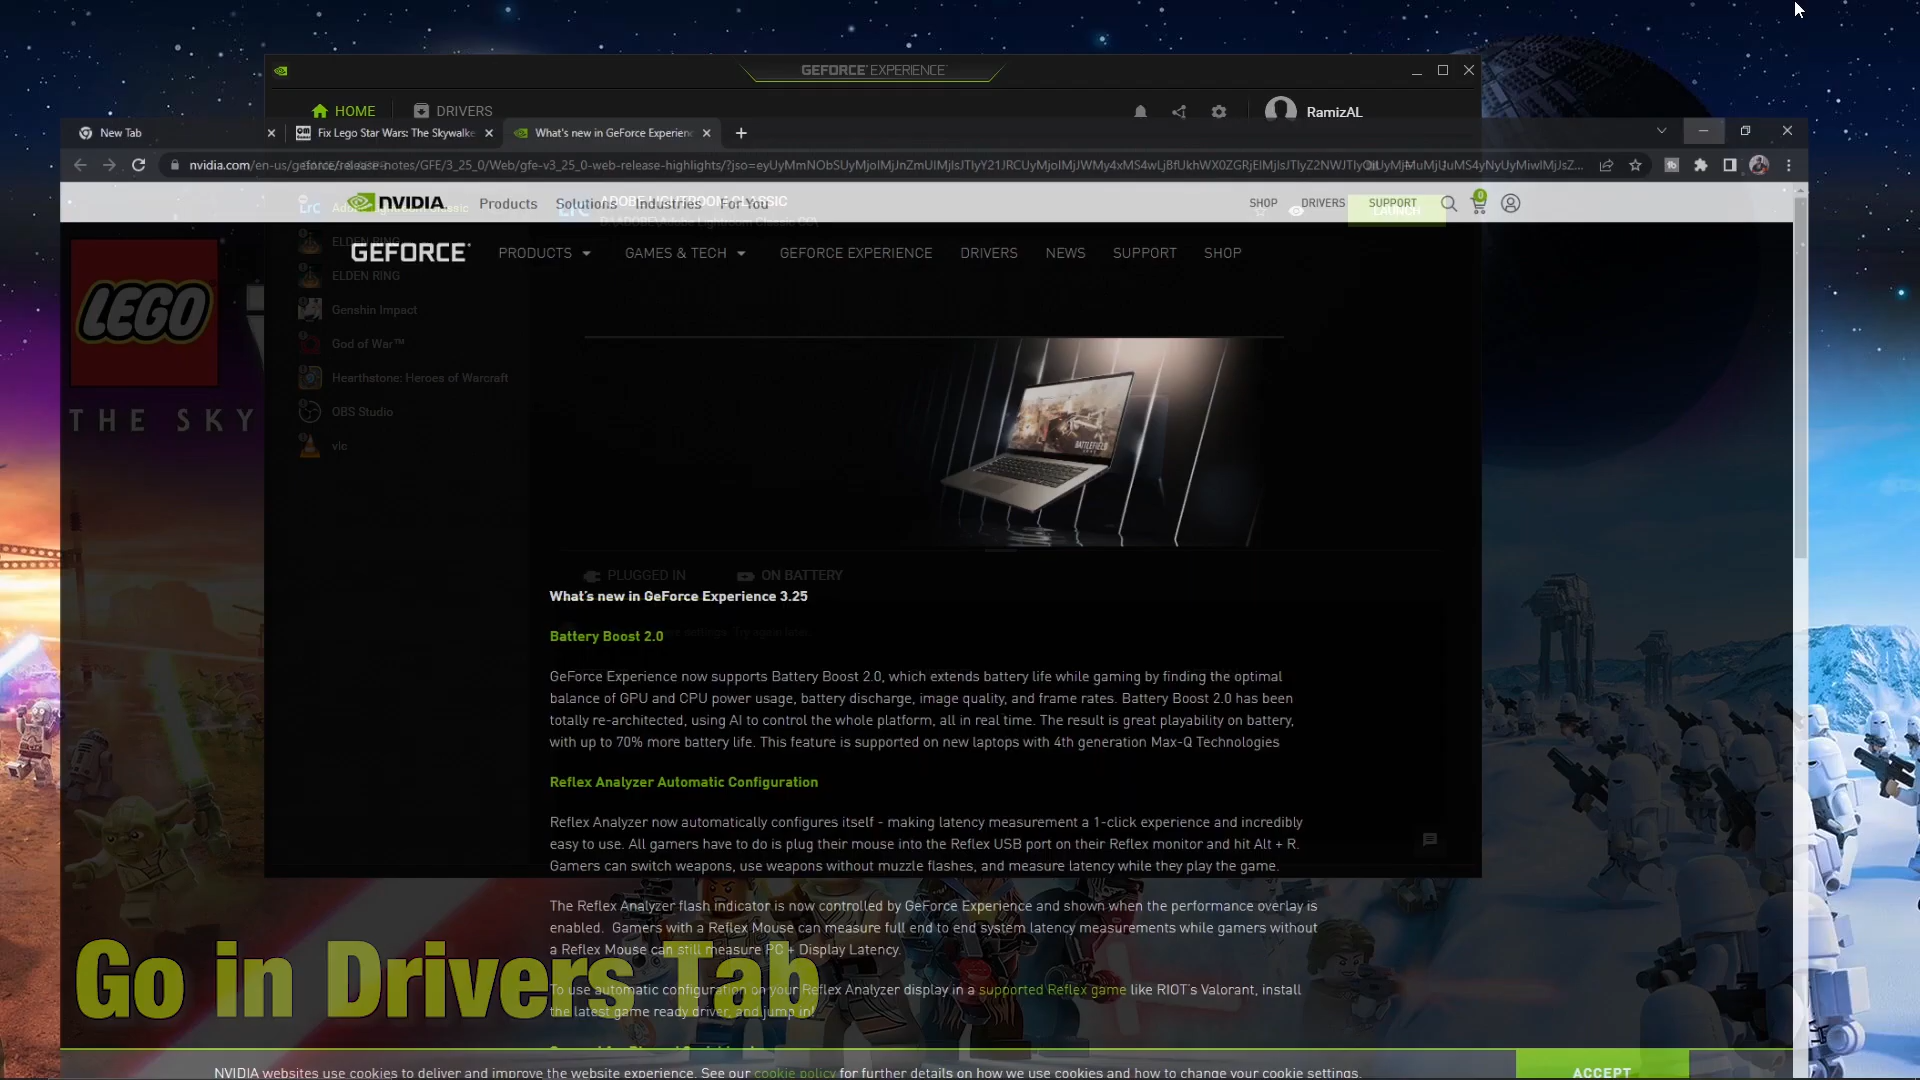 GEFORCE® EXPERIENCE™
HOME
DRIVERS
RamizAL
New Tab
Fix Lego Star Wars: The Skywalke
What's new in GeForce Experienc
LEGO
THE SKY
NVIDIA.
Products
Solutions
Industries
For You
SHOP
DRIVERS
SUPPORT
0
Adobe Lightroom Classic
ADOBE LIGHTROOM CLASSIC
LAUNCH
GEFORCE®
PRODUCTS
GAMES & TECH
GEFORCE EXPERIENCE
DRIVERS
NEWS
SUPPORT
SHOP
ELDEN RING
ELDEN RING
Genshin Impact
God of War™
Hearthstone: Heroes of Warcraft
OBS Studio
vlc
BATTLEFIELD
PLUGGED IN
ON BATTERY
What's new in GeForce Experience 3.25
Battery Boost 2.0
GeForce Experience now supports Battery Boost 2.0, which extends battery life while gaming by finding the optimal
balance of GPU and CPU power usage, battery discharge, image quality, and frame rates. Battery Boost 2.0 has been
totally re-architected, using AI to control the whole platform, all in real time. The result is great playability on battery,
with up to 70% more battery life. This feature is supported on new laptops with 4th generation Max-Q Technologies
Reflex Analyzer Automatic Configuration
Reflex Analyzer now automatically configures itself - making latency measurement a 1-click experience and incredibly
easy to use. All gamers have to do is plug their mouse into the Reflex USB port on their Reflex monitor and hit Alt + R.
Gamers can switch weapons, use weapons without muzzle flashes, and measure latency while they play the game.
The Reflex Analyzer flash indicator is now controlled by GeForce Experience and shown when the performance overlay is
enabled. Gamers with a Reflex Mouse can measure full end to end system latency measurements while gamers without
a Reflex Mouse can still measure PC + Display Latency.
Go in Drivers Tab
To use automatic configuration on your Reflex Analyzer display in a supported Reflex game like RIOT's Valorant, install
the latest game ready driver, and jump in!
NVIDIA websites use cookies to deliver and improve the website experience. See our cookie policy for further details on how we use cookies and how to change your cookie settings.
ACCEPT